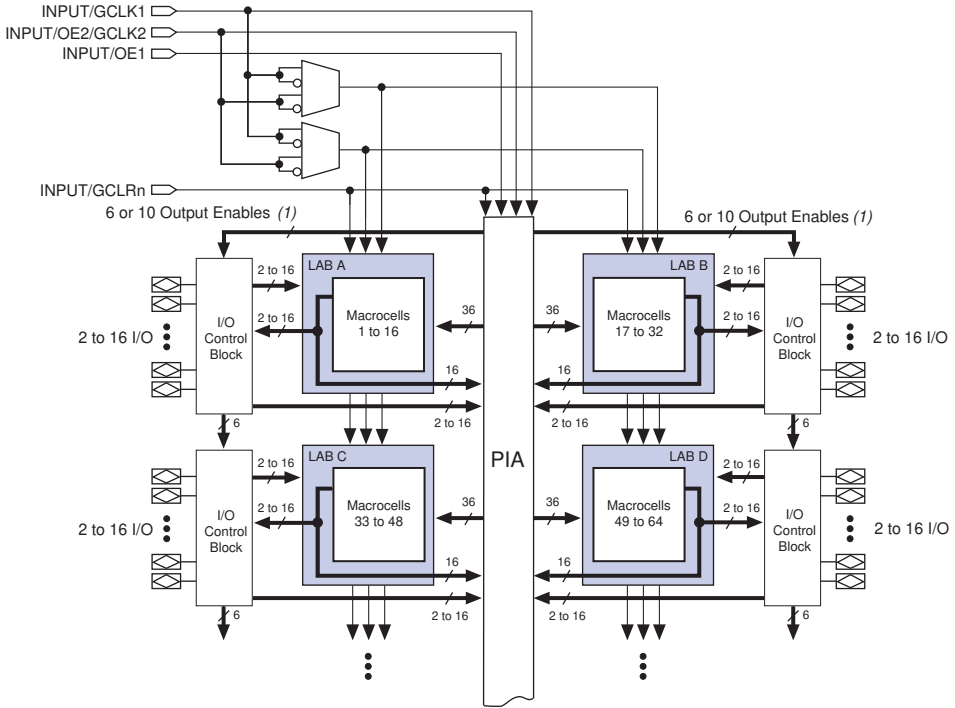 INPUT/GCLK1
INPUT/OE2/GCLK2
INPUT/OE1
INPUT/GCLRn
6 or 10 Output Enables (1)
6 or 10 Output Enables (1)
LAB A
2 to 16
I/O
Control
Block
2 to 16
Macrocells
1 to 16
36
16
2 to 16 I/O
2 to 16
6
36
LAB B
2 to 16
Macrocells
17 to 32
2 to 16
I/O
Control
Block
16
2 to 16 I/O
2 to 16
6
PIA
LAB C
2 to 16
I/O
Control
Block
2 to 16
Macrocells
33 to 48
36
16
2 to 16 I/O
2 to 16
6
36
LAB D
2 to 16
Macrocells
49 to 64
2 to 16
I/O
Control
Block
16
2 to 16 I/O
2 to 16
6